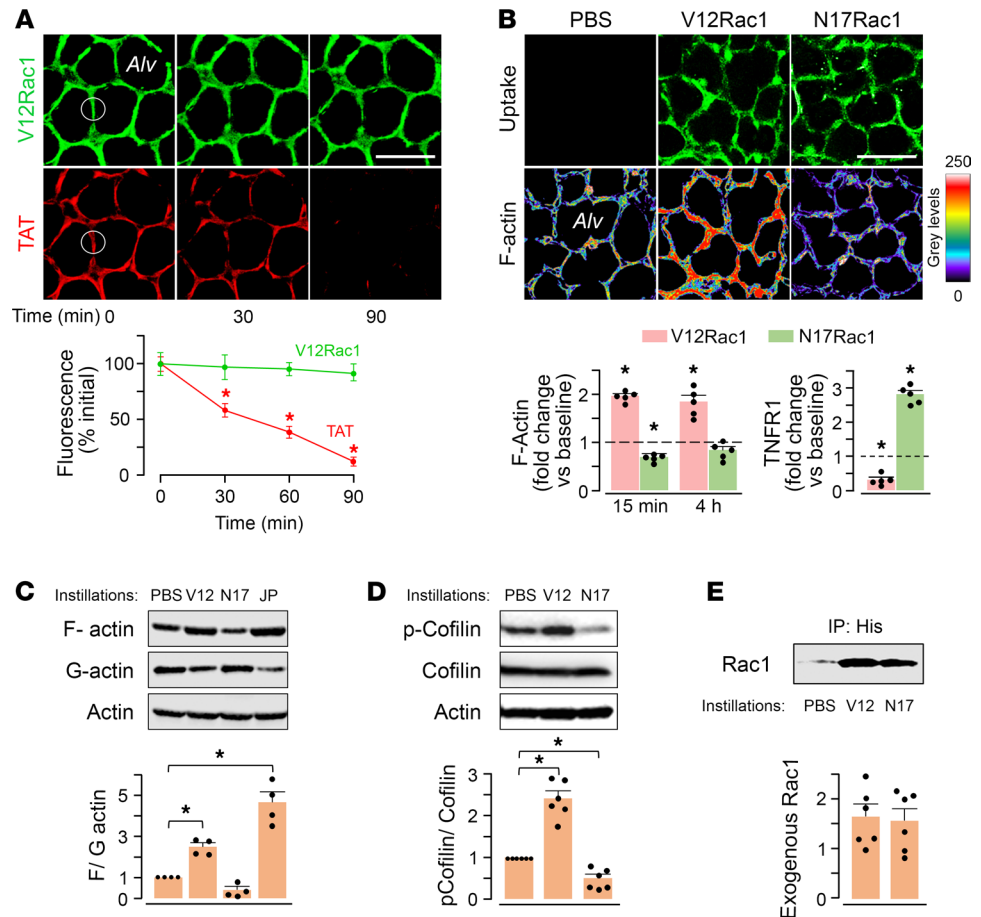 A
V12Rac1
Alv
TAT
Time (min) 0 30 90
Fluorescence
(% initial)
100
50
0
V12Rac1
*
*
*
TAT
0 30 60 90
Time (min)
B
PBS V12Rac1 N17Rac1
Uptake
F-actin
Alv
250
Grey levels
0
V12Rac1 N17Rac1
F-Actin
(fold change
vs baseline)
2
1
0
* * *
15 min 4 h
TNFR1
(fold change
vs baseline)
3
2
1
0
* *
C
Instillations: PBS V12 N17 JP
F- actin
G-actin
Actin
F/ G actin
5
3
1
0
*
*
D
Instillations: PBS V12 N17
p-Cofilin
Cofilin
Actin
pCofilin/ Cofilin
3
2
1
0
*
*
E
IP: His
Rac1
Instillations: PBS V12 N17
Exogenous Rac1
2
1
0